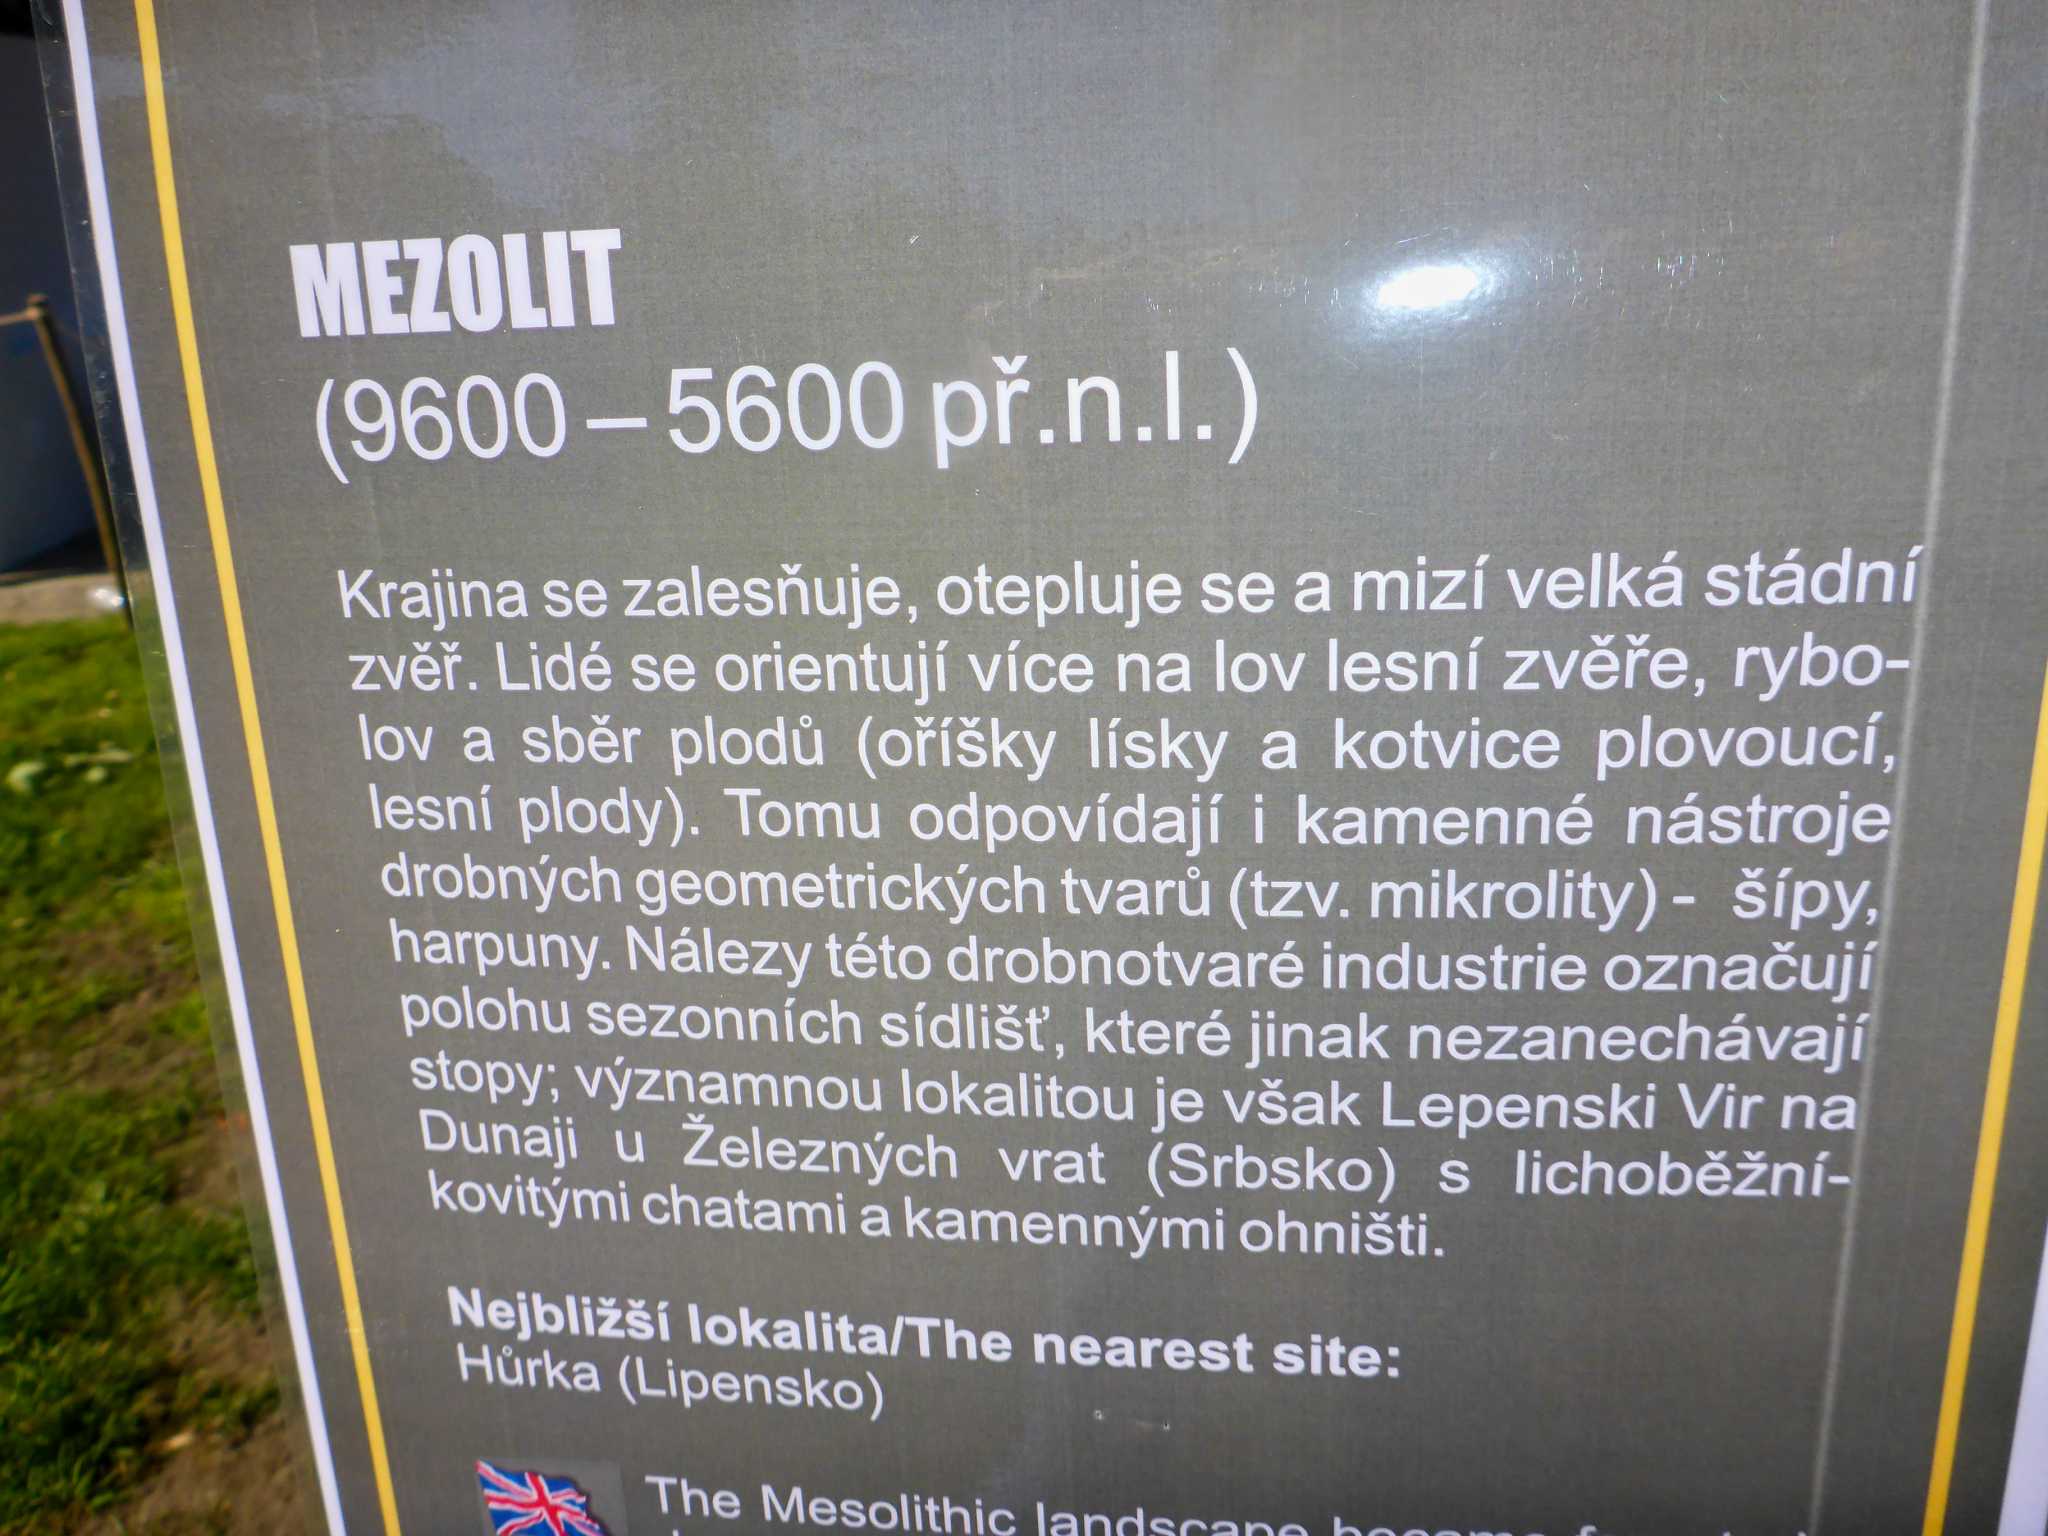 MEZOLIT
(9600 – 5600 př.n.l.)
Krajina se zalesňuje, otepluje se a mizí velká stádní
zvěř. Lidé se orientují více na lov lesní zvěře, rybo-
lov a sběr plodů (oříšky lísky a kotvice plovoucí,
lesní plody). Tomu odpovídají i kamenné nástroje
drobných geometrických tvarů (tzv. mikrolity) - šípy,
harpuny. Nálezy této drobnotvaré industrie označují
polohu sezonních sídlišť, které jinak nezanechávají
stopy; významnou lokalitou je však Lepenski Vir na
Dunaji u Železných vrat (Srbsko) s lichoběžní-
kovitými chatami a kamennými ohništi.
Nejbližší lokalita/The nearest site:
Hůrka (Lipensko)
The Mesolithic landscape became